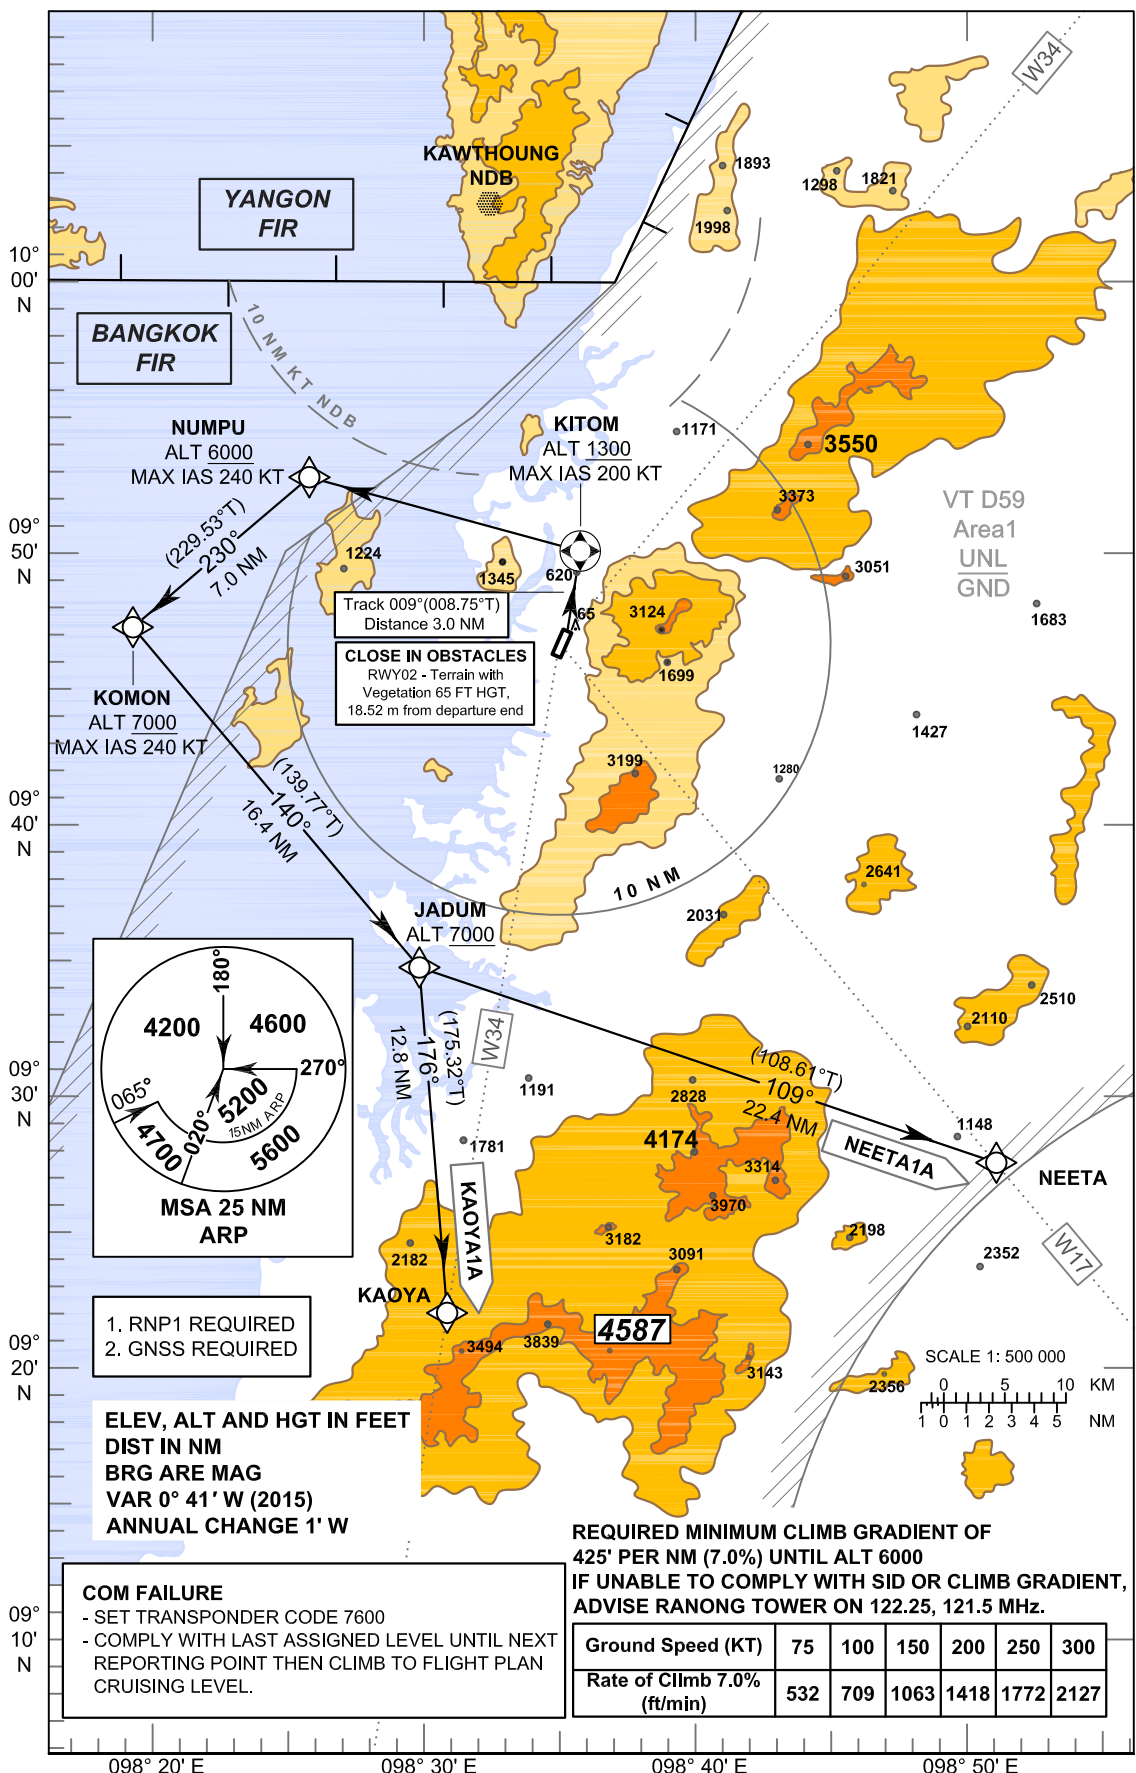 W34
KAWTHOUNG
NDB
1893
1298
1821
1998
YANGON
FIR
10°
00'
N
BANGKOK
FIR
10 NM KT NDB
NUMPU
ALT 6000
MAX IAS 240 KT
KITOM
ALT 1300
MAX IAS 200 KT
1171
3550
3373
VT D59
Area1
UNL
GND
09°
50'
N
(229.53°T)
230°
7.0 NM
1224
1345
620
3051
1683
Track 009°(008.75°T)
Distance 3.0 NM
65
3124
1699
CLOSE IN OBSTACLES
RWY02 - Terrain with
Vegetation 65 FT HGT,
18.52 m from departure end
KOMON
ALT 7000
MAX IAS 240 KT
1427
3199
1280
(139.77°T)
140°
16.4 NM
09°
40'
N
10 NM
2641
2031
JADUM
ALT 7000
2510
2110
180°
4200
4600
270°
065°
5200
15NM ARP
4700
020°
5600
MSA 25 NM
ARP
W34
(175.32°T)
176°
12.8 NM
09°
30'
N
1191
2828
(108.61°T)
109°
22.4 NM
1148
1781
4174
3314
NEETA1A
NEETA
3970
KAOYA1A
2182
3182
2198
3091
2352
W17
KAOYA
1. RNP1 REQUIRED
2. GNSS REQUIRED
4587
3494
3839
3143
09°
20'
N
2356
SCALE 1: 500 000
0 5 10 KM
1 0 1 2 3 4 5 NM
ELEV, ALT AND HGT IN FEET
DIST IN NM
BRG ARE MAG
VAR 0° 41' W (2015)
ANNUAL CHANGE 1' W
REQUIRED MINIMUM CLIMB GRADIENT OF
425' PER NM (7.0%) UNTIL ALT 6000
IF UNABLE TO COMPLY WITH SID OR CLIMB GRADIENT,
ADVISE RANONG TOWER ON 122.25, 121.5 MHz.
COM FAILURE
- SET TRANSPONDER CODE 7600
- COMPLY WITH LAST ASSIGNED LEVEL UNTIL NEXT
REPORTING POINT THEN CLIMB TO FLIGHT PLAN
CRUISING LEVEL.
09°
10'
N
Ground Speed (KT) 75 100 150 200 250 300
Rate of Climb 7.0%
(ft/min) 532 709 1063 1418 1772 2127
098° 20' E 098° 30' E 098° 40' E 098° 50' E